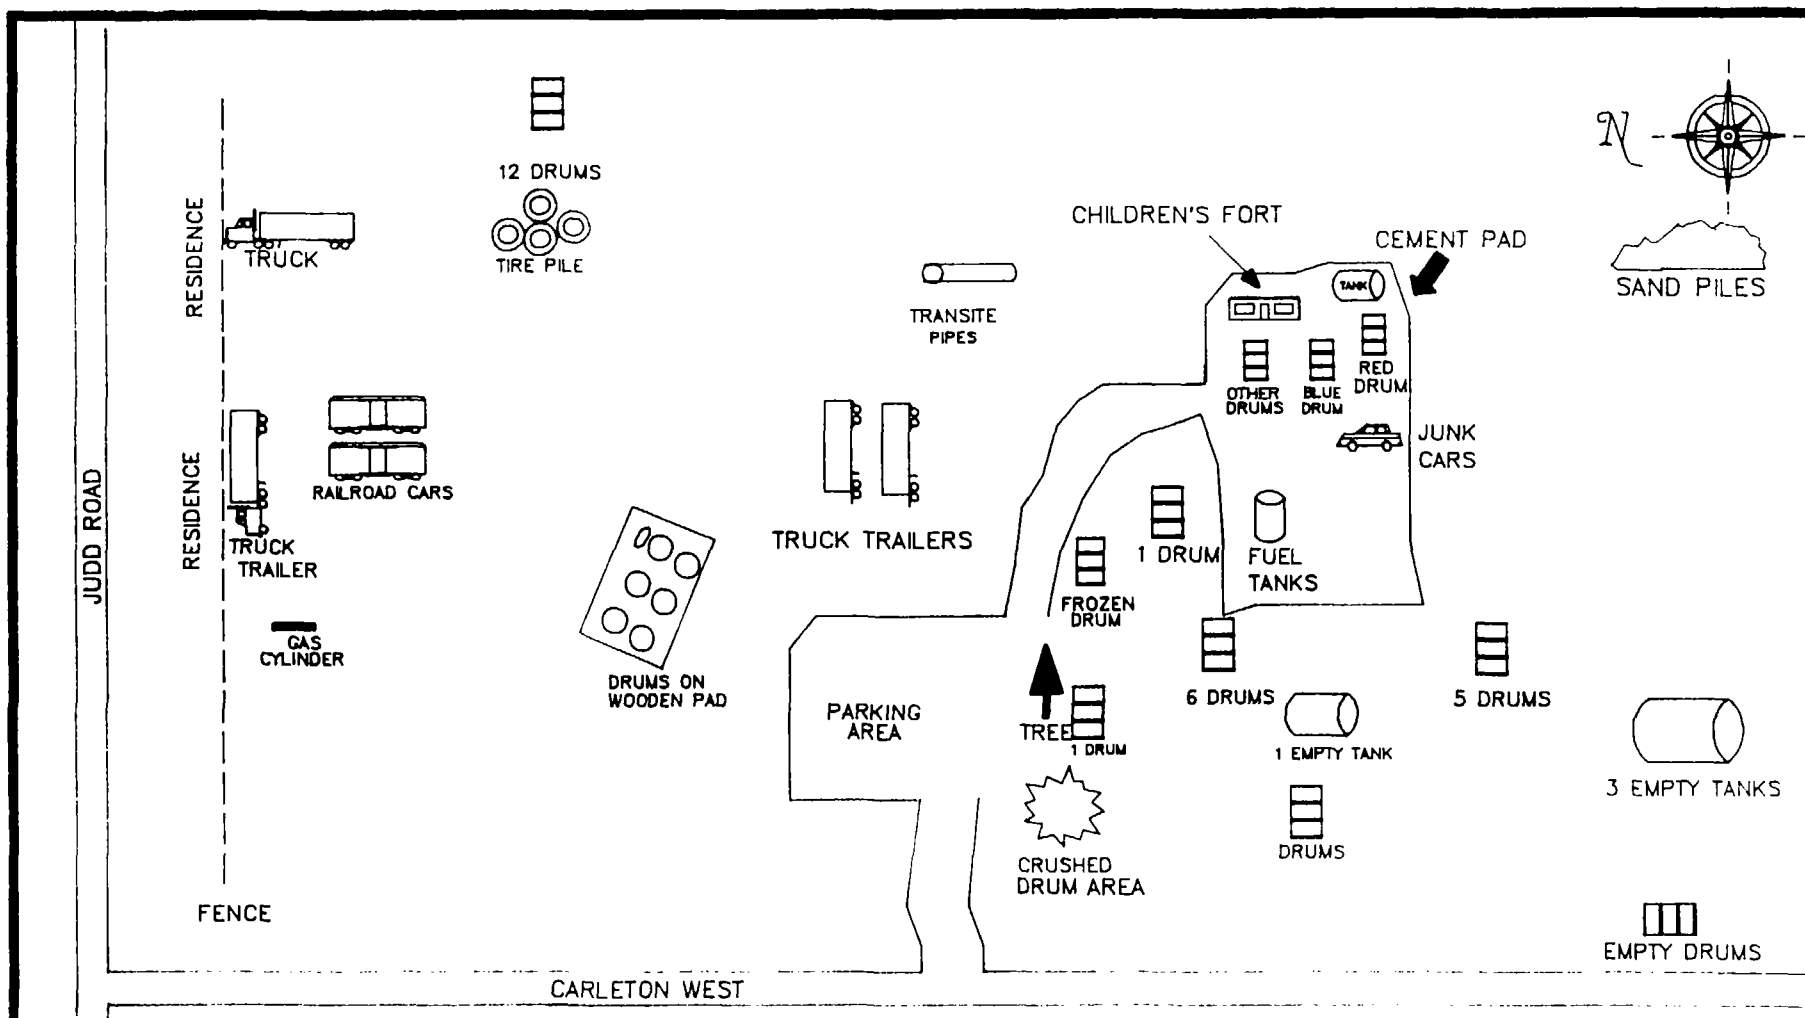 12 DRUMS
N
RESIDENCE
TRUCK
TIRE PILE
CHILDREN'S FORT
CEMENT PAD
SAND PILES
TANK
TRANSITE
PIPES
OTHER
DRUMS
BLUE
DRUM
RED
DRUM
JUNK
CARS
JUDD ROAD
RESIDENCE
RAILROAD CARS
TRUCK
TRAILER
TRUCK TRAILERS
1 DRUM
FUEL
TANKS
FROZEN
DRUM
GAS
CYLINDER
DRUMS ON
WOODEN PAD
PARKING
AREA
TREE
1 DRUM
6 DRUMS
1 EMPTY TANK
5 DRUMS
3 EMPTY TANKS
CRUSHED
DRUM AREA
DRUMS
FENCE
EMPTY DRUMS
CARLETON WEST